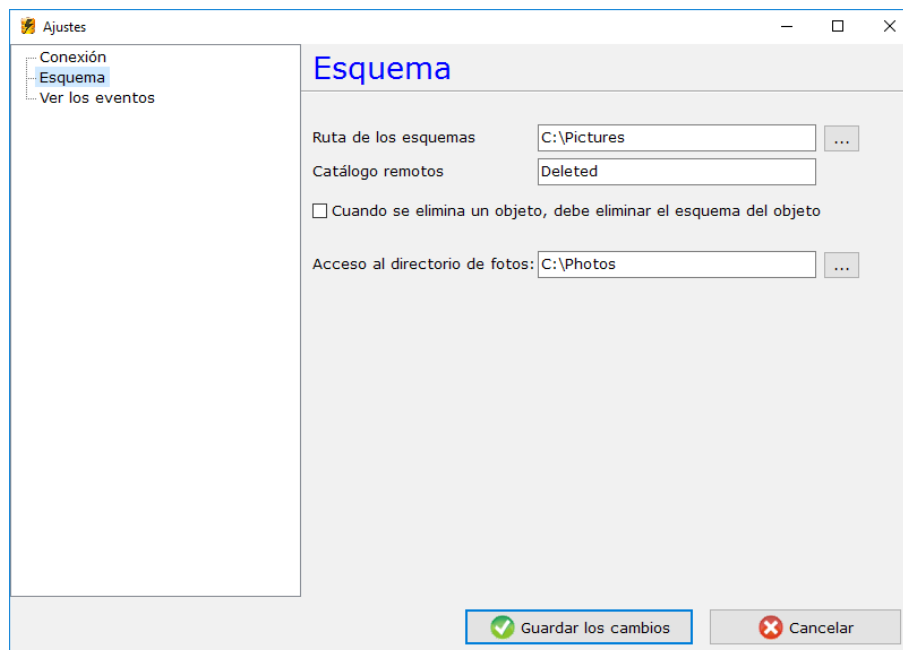 Ajustes
Conexión
Esquema
Ver los eventos
Esquema
Ruta de los esquemas C:\Pictures ...
Catálogo remotos Deleted
Cuando se elimina un objeto, debe eliminar el esquema del objeto
Acceso al directorio de fotos: C:\Photos ...
Guardar los cambios Cancelar